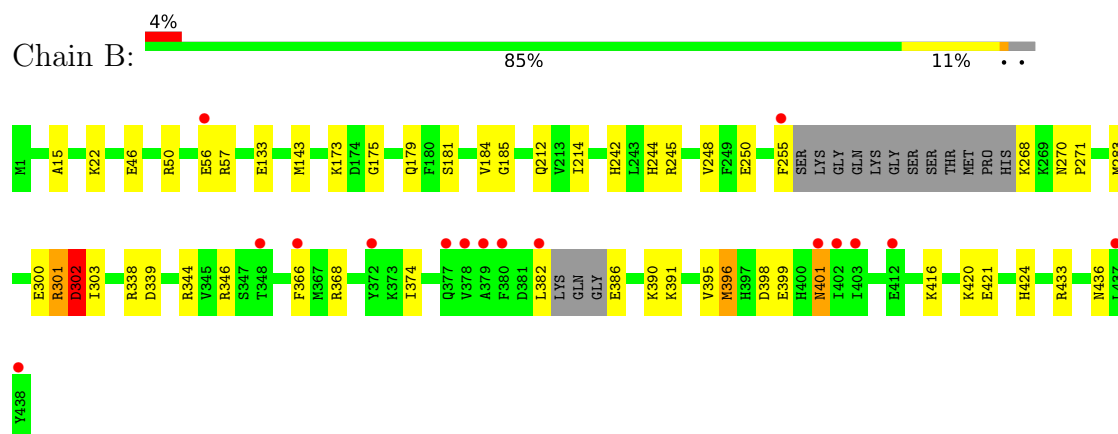 4%
Chain B:
85% 11% • •
M1 A15 K22 E46 R50 E56 R57 E133 M143 K173 D174 G175 Q179 F180 S181 V184 G185 Q212 V213 I214 H242 L243 H244 R245 V248 F249 E250 F255 SER LYS GLY GLN LYS GLY SER SER THR MET PRO HIS K268 K269 N270 P271 M283
E300 R301 D302 I303 R338 D339 R344 V345 R346 S347 T348 F366 M367 R368 Y372 K373 I374 Q377 V378 A379 F380 D381 L382 LYS GLN GLY E386 K390 K391 V395 M396 H397 D398 E399 H400 N401 I402 I403 E412 K416 K420 E421 H424 R433 N436 L437
Y438